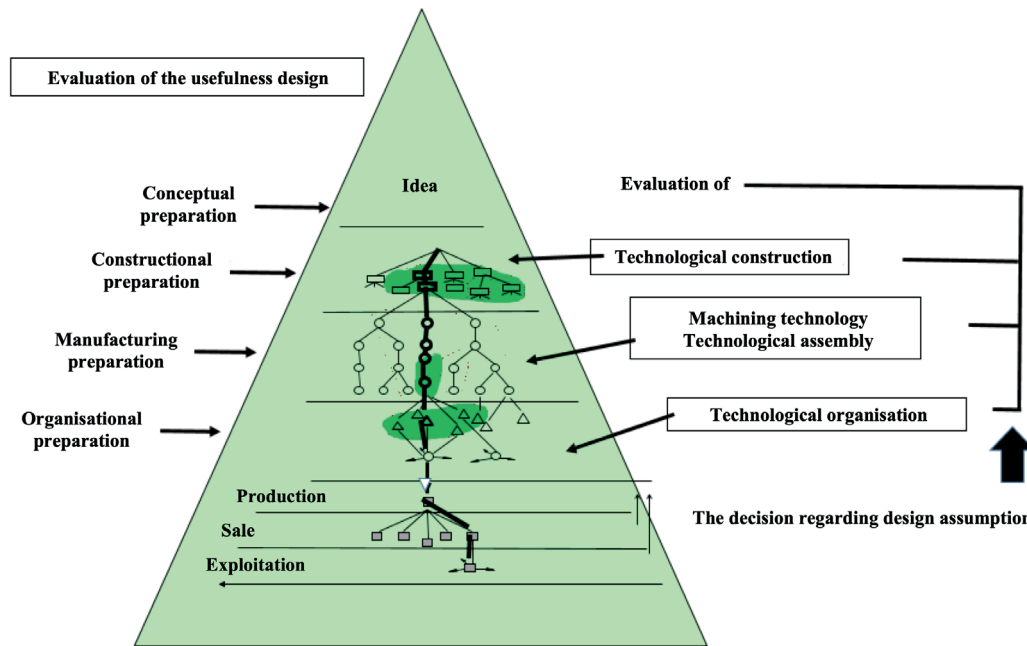 Evaluation of the usefulness design
Conceptual
preparation
Idea
Evaluation of
Constructional
preparation
Technological construction
Manufacturing
preparation
Machining technology
Technological assembly
Organisational
preparation
Technological organisation
Production
The decision regarding design assumption
Sale
Exploitation